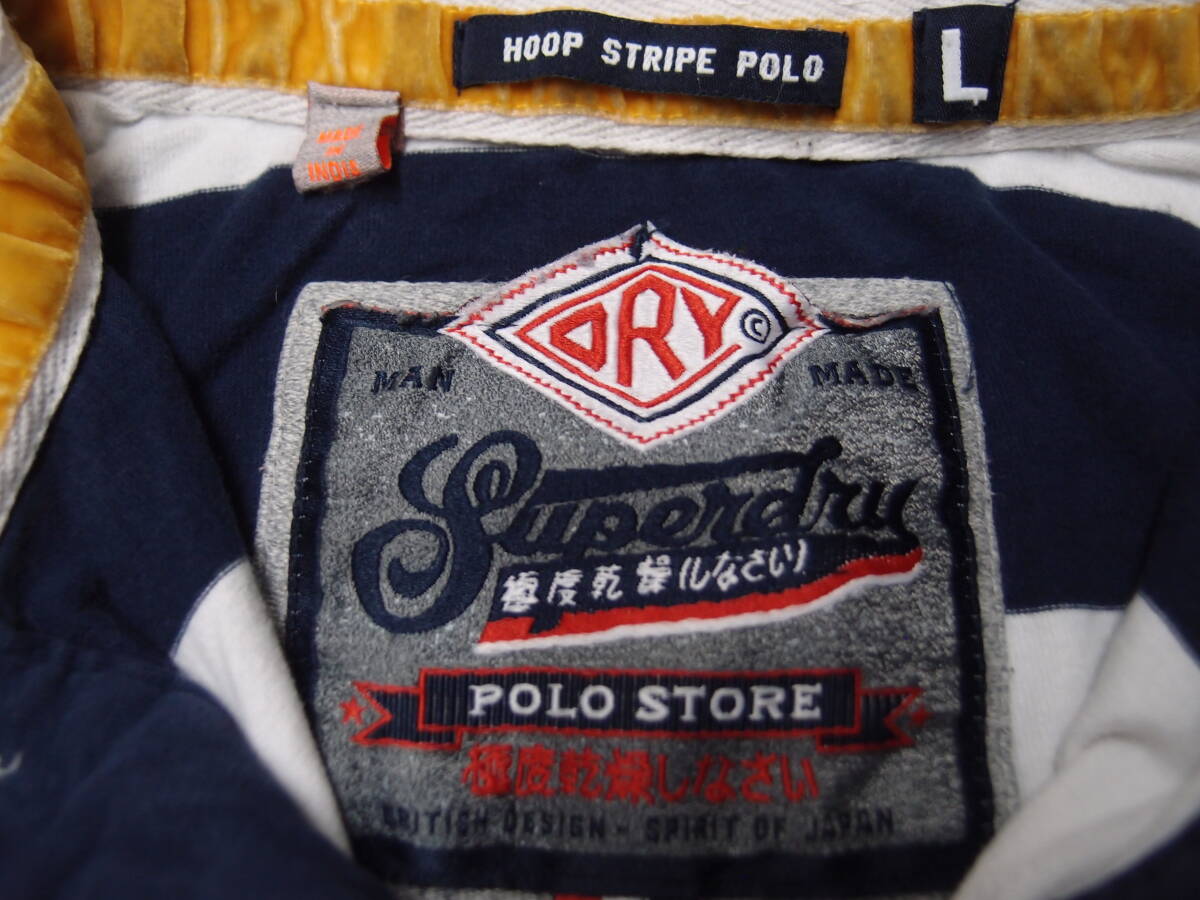 HOOP STRIPE POLO
L
MADE
IN
INDIA
DRY ©
MAN MADE
Superdry
極度乾燥(しなさい)
POLO STORE
極度乾燥しなさい
BRITISH DESIGN - SPIRIT OF JAPAN